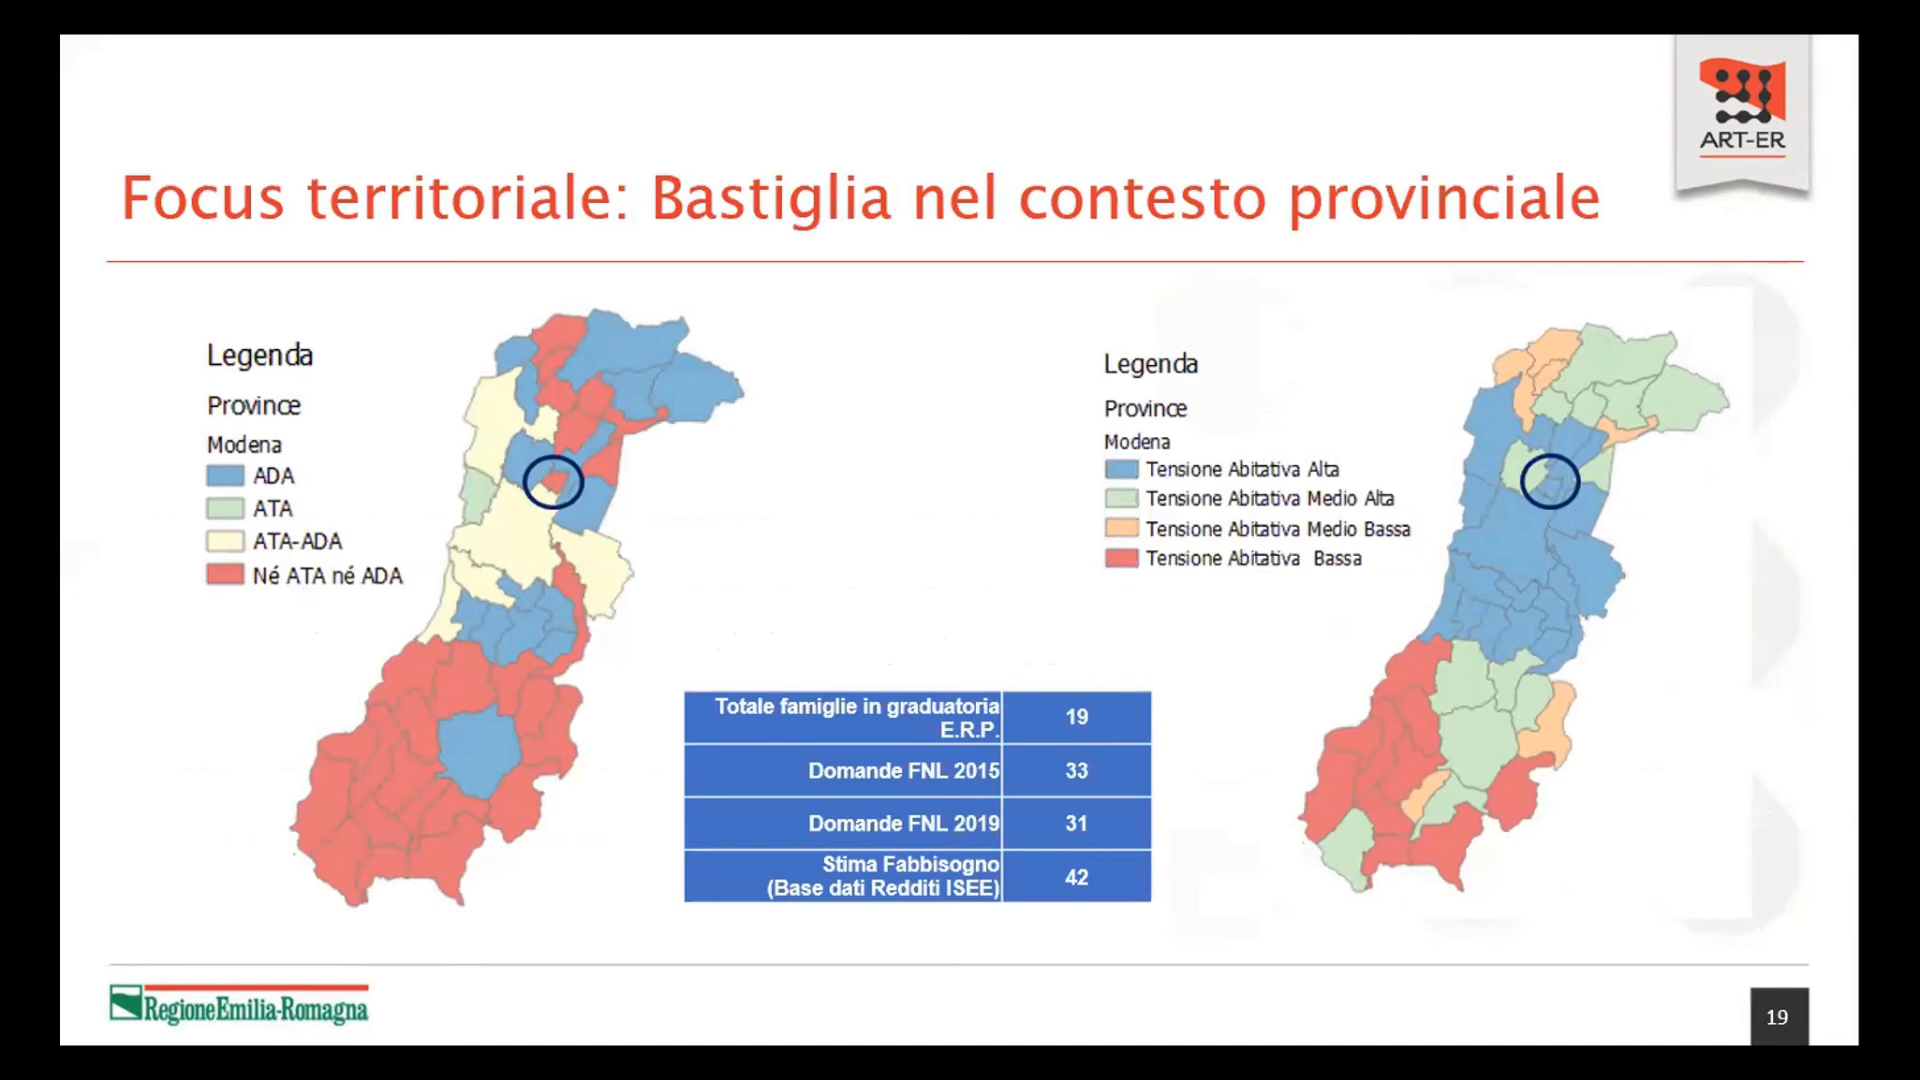 ART-ER
Focus territoriale: Bastiglia nel contesto provinciale
Legenda
Province
Modena
ADA
ATA
ATA-ADA
Né ATA né ADA
Legenda
Province
Modena
Tensione Abitativa Alta
Tensione Abitativa Medio Alta
Tensione Abitativa Medio Bassa
Tensione Abitativa Bassa
Totale famiglie in graduatoria
E.R.P.
19
Domande FNL 2015
33
Domande FNL 2019
31
Stima Fabbisogno
(Base dati Redditi ISEE)
42
RegioneEmilia-Romagna
19